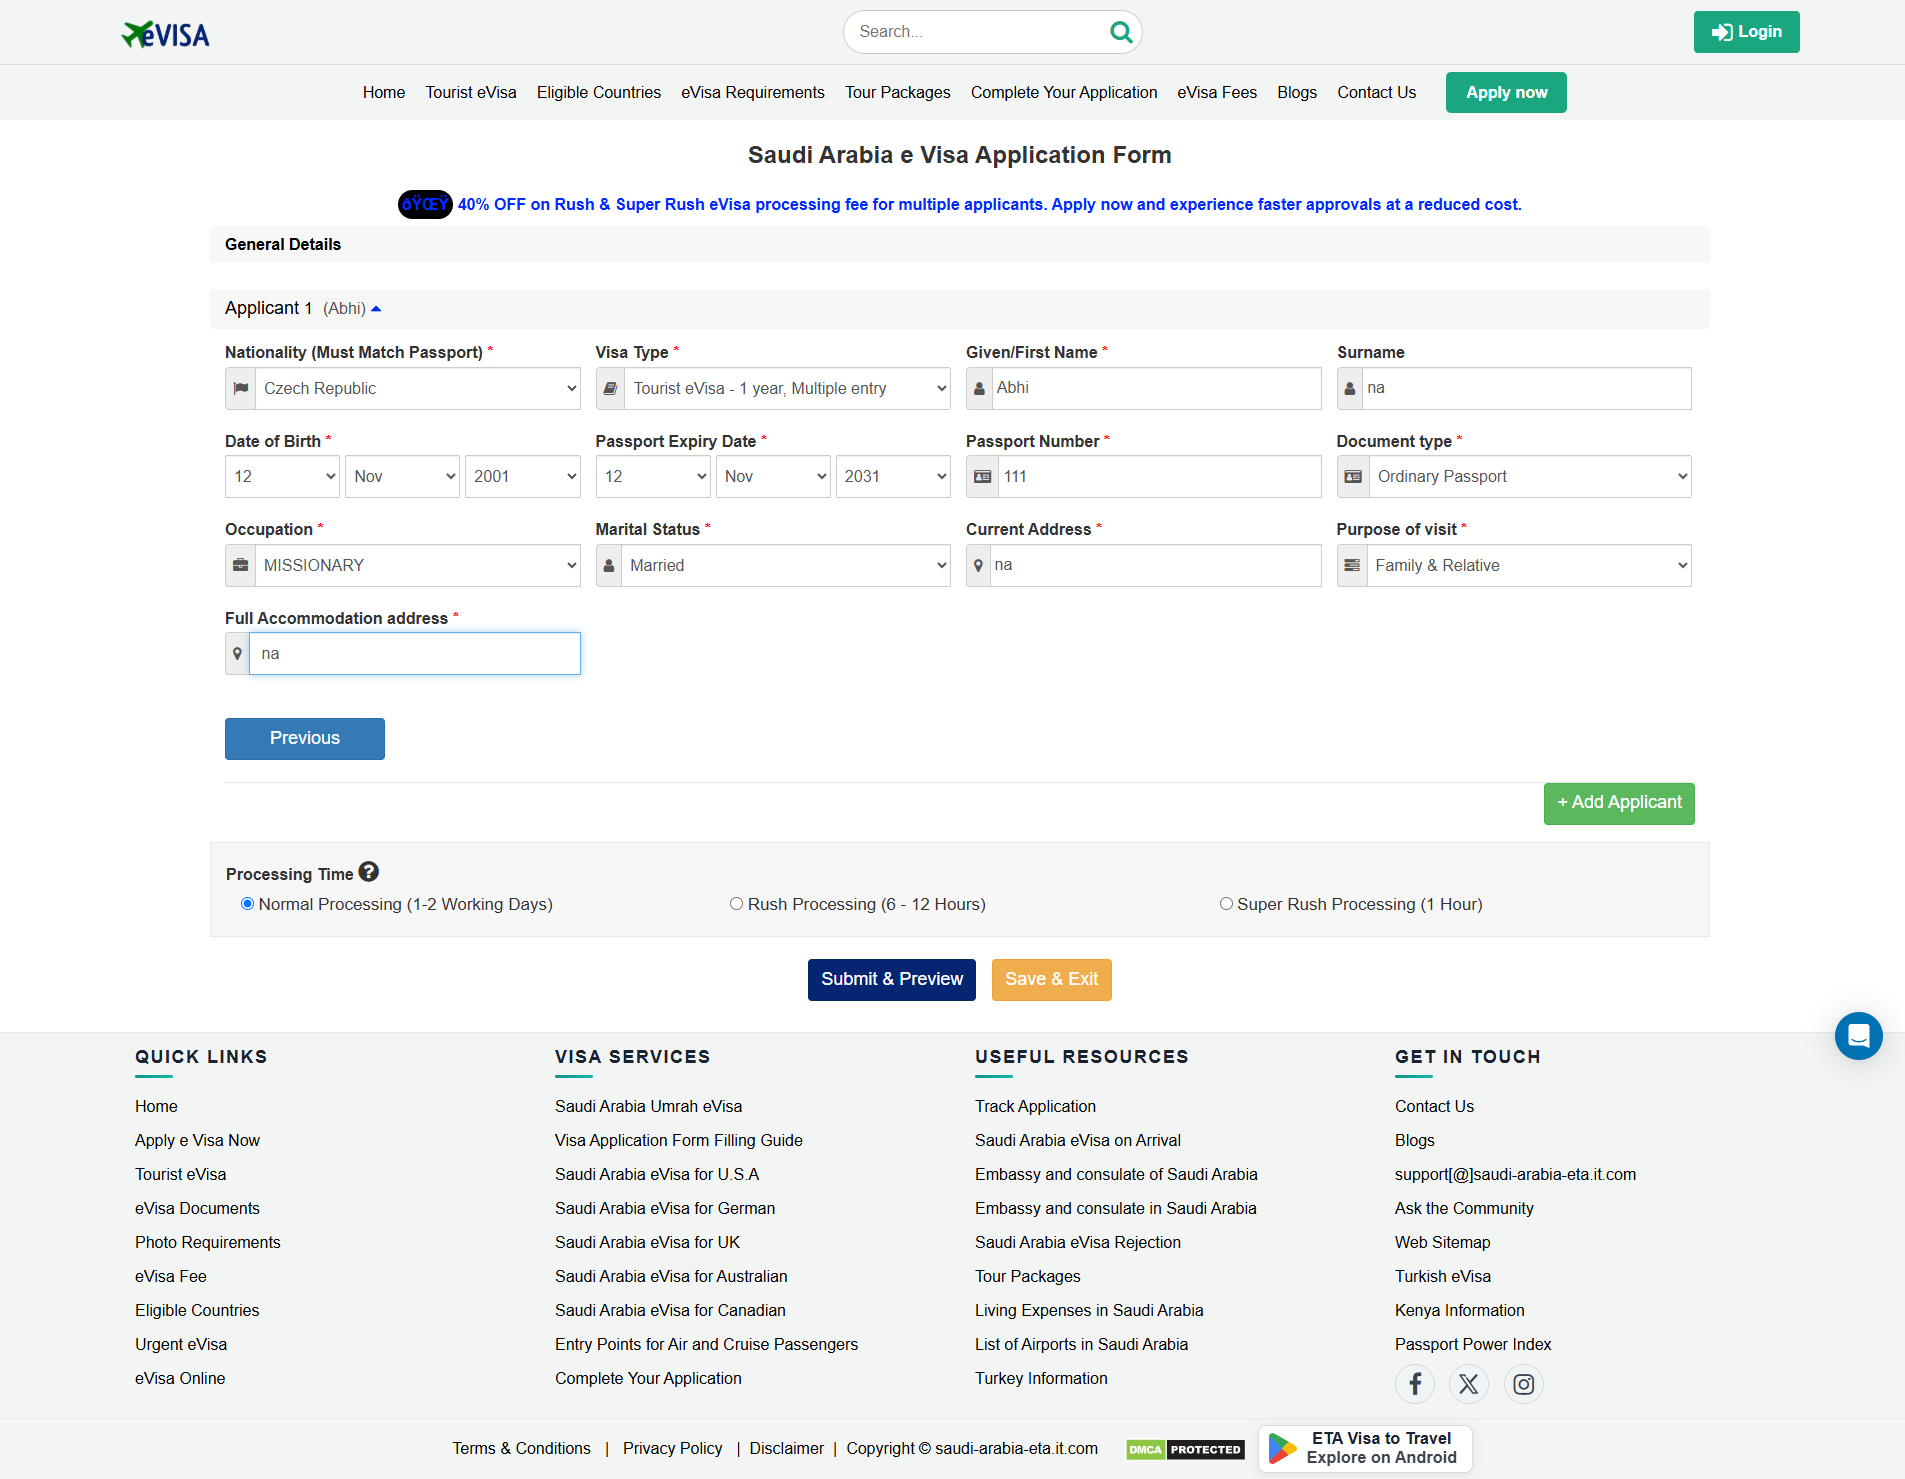 eVISA
Search...
Login
Home Tourist eVisa Eligible Countries eVisa Requirements Tour Packages Complete Your Application eVisa Fees Blogs Contact Us Apply now
Saudi Arabia e Visa Application Form
ðŸŒŸ 40% OFF on Rush & Super Rush eVisa processing fee for multiple applicants. Apply now and experience faster approvals at a reduced cost.
General Details
Applicant 1 (Abhi)
Nationality (Must Match Passport) * Visa Type * Given/First Name * Surname
Czech Republic Tourist eVisa - 1 year, Multiple entry Abhi na
Date of Birth * Passport Expiry Date * Passport Number * Document type *
12 Nov 2001 12 Nov 2031 111 Ordinary Passport
Occupation * Marital Status * Current Address * Purpose of visit *
MISSIONARY Married na Family & Relative
Full Accommodation address *
na
Previous
+ Add Applicant
Processing Time ?
Normal Processing (1-2 Working Days) Rush Processing (6 - 12 Hours) Super Rush Processing (1 Hour)
Submit & Preview Save & Exit
QUICK LINKS VISA SERVICES USEFUL RESOURCES GET IN TOUCH
Home Saudi Arabia Umrah eVisa Track Application Contact Us
Apply e Visa Now Visa Application Form Filling Guide Saudi Arabia eVisa on Arrival Blogs
Tourist eVisa Saudi Arabia eVisa for U.S.A Embassy and consulate of Saudi Arabia support[@]saudi-arabia-eta.it.com
eVisa Documents Saudi Arabia eVisa for German Embassy and consulate in Saudi Arabia Ask the Community
Photo Requirements Saudi Arabia eVisa for UK Saudi Arabia eVisa Rejection Web Sitemap
eVisa Fee Saudi Arabia eVisa for Australian Tour Packages Turkish eVisa
Eligible Countries Saudi Arabia eVisa for Canadian Living Expenses in Saudi Arabia Kenya Information
Urgent eVisa Entry Points for Air and Cruise Passengers List of Airports in Saudi Arabia Passport Power Index
eVisa Online Complete Your Application Turkey Information
Terms & Conditions | Privacy Policy | Disclaimer | Copyright © saudi-arabia-eta.it.com DMCA PROTECTED
ETA Visa to Travel
Explore on Android